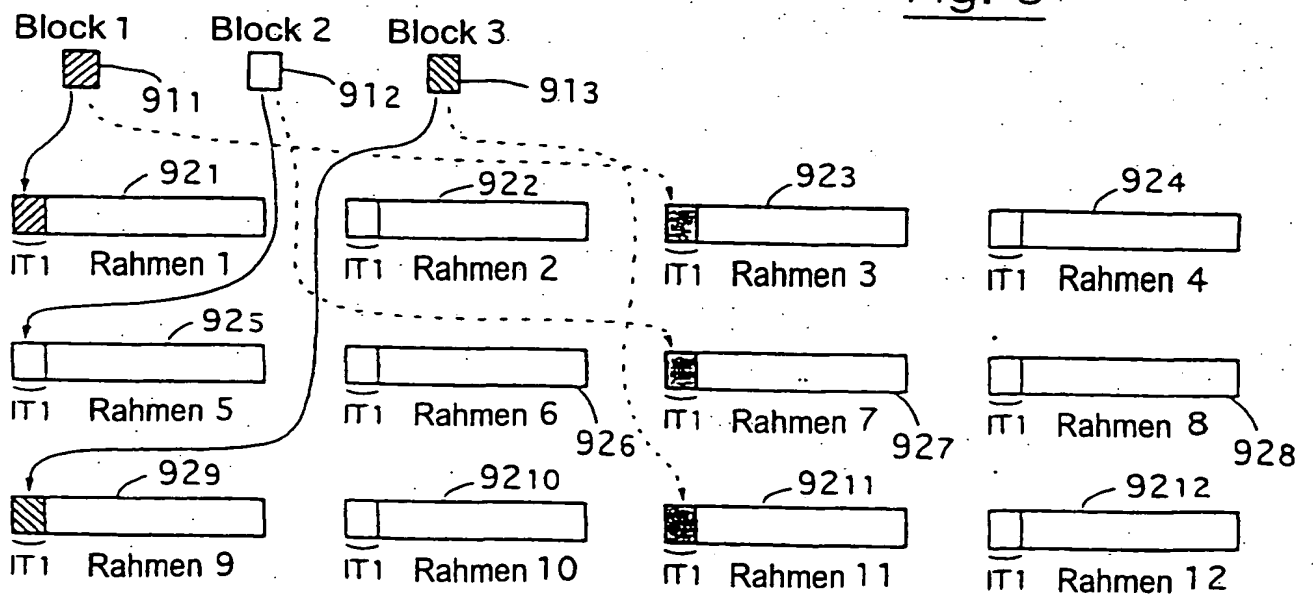 Block 1 Block 2 Block 3
911 912 913
921 922 923 924
IT1 Rahmen 1 IT1 Rahmen 2 IT1 Rahmen 3 IT1 Rahmen 4
925
IT1 Rahmen 5 IT1 Rahmen 6 IT1 Rahmen 7 IT1 Rahmen 8
926 927 928
929 9210 9211 9212
IT1 Rahmen 9 IT1 Rahmen 10 IT1 Rahmen 11 IT1 Rahmen 12